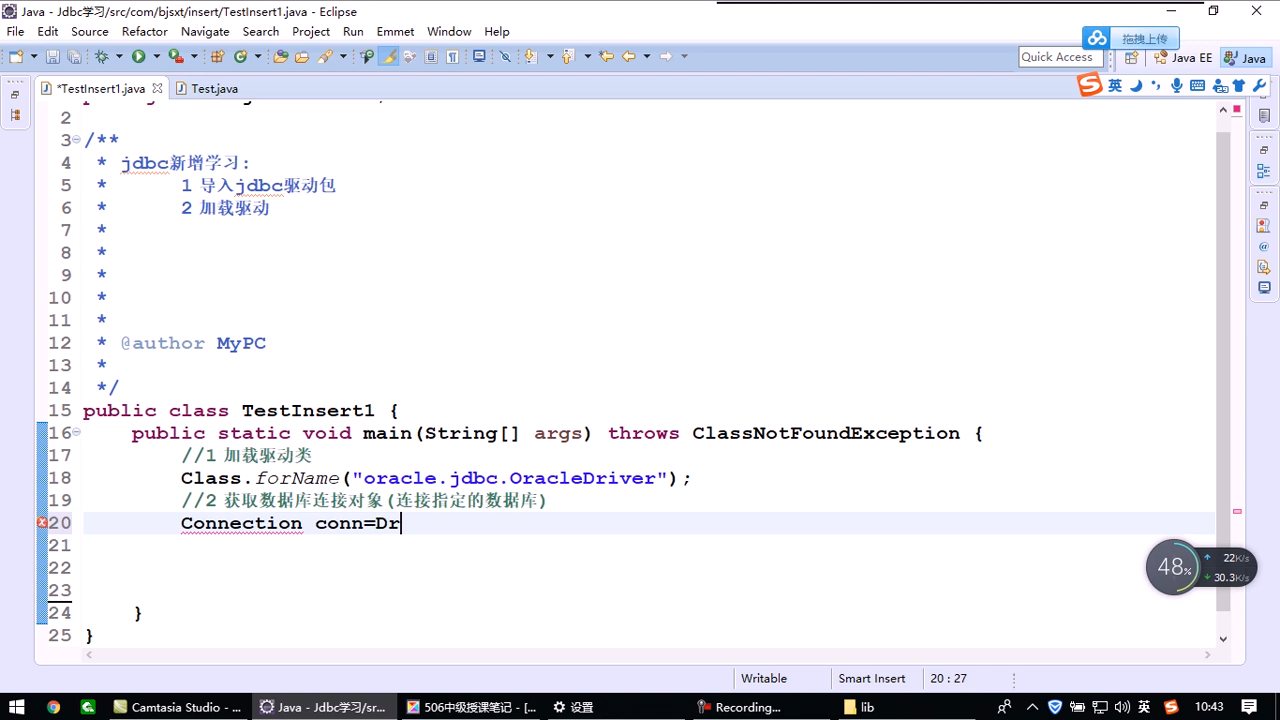 Java - Jdbc学习/src/com/bjsxt/insert/TestInsert1.java - Eclipse
File Edit Source Refactor Navigate Search Project Run Emmet Window Help
拖拽上传
Quick Access Java EE Java
*TestInsert1.java Test.java
英
2
3 /**
4 * jdbc新增学习:
5 * 1 导入jdbc驱动包
6 * 2 加载驱动
7 *
8 *
9 *
10 *
11 *
12 * @author MyPC
13 *
14 */
15 public class TestInsert1 {
16 public static void main(String[] args) throws ClassNotFoundException {
17 //1 加载驱动类
18 Class.forName("oracle.jdbc.OracleDriver");
19 //2 获取数据库连接对象(连接指定的数据库)
20 Connection conn=Dr
21
22
23
24 }
25 }
48%
22K/s
30.3K/s
Writable Smart Insert 20 : 27
Camtasia Studio - ... Java - Jdbc学习/sr... 506中级授课笔记 - [... 设置 Recording... lib 英 10:43